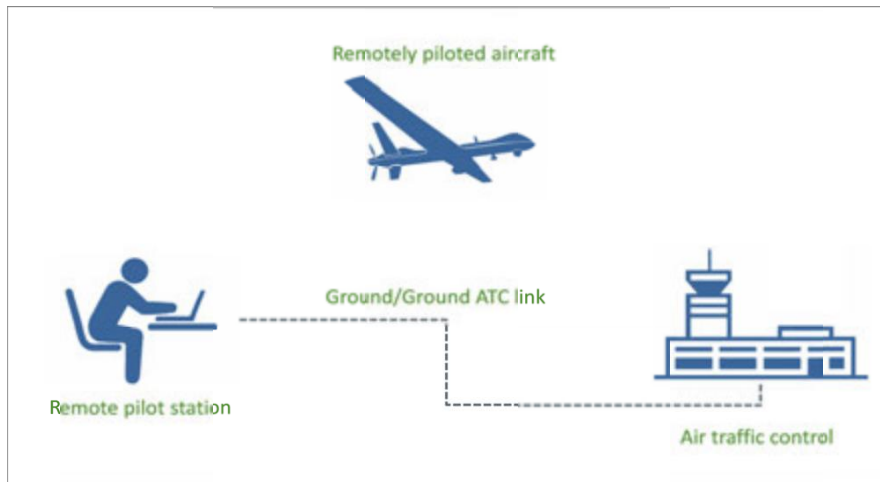 Remotely piloted aircraft
Ground/Ground ATC link
Remote pilot station
Air traffic control